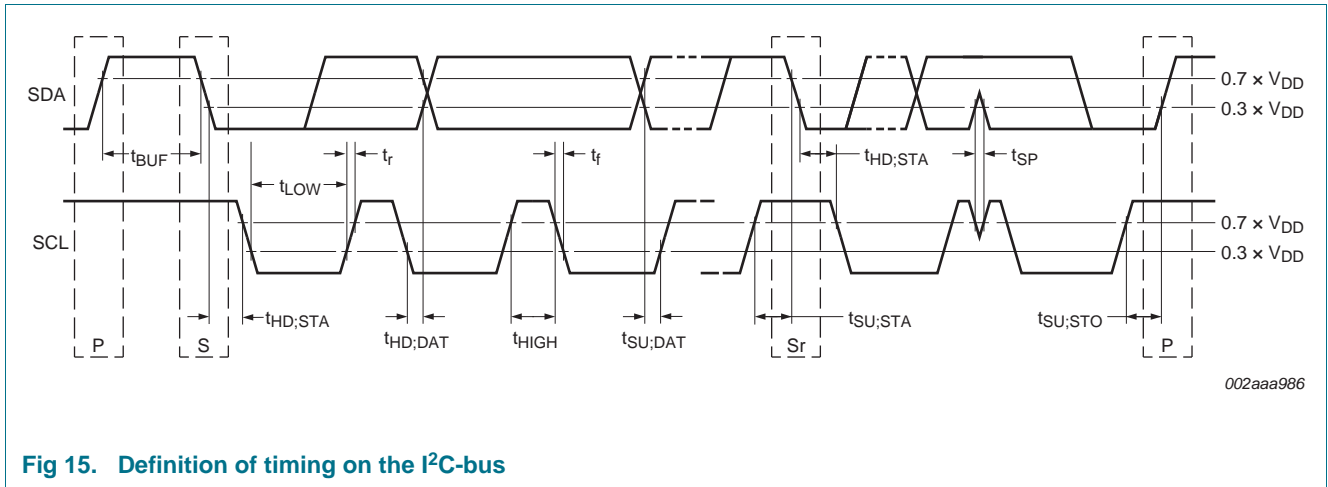 SDA
0.7 × VDD
0.3 × VDD
tBUF
tr
tf
tHD;STA
tSP
tLOW
SCL
0.7 × VDD
0.3 × VDD
tHD;STA
tHD;DAT
tHIGH
tSU;DAT
tSU;STA
tSU;STO
P
S
Sr
P
002aaa986
Fig 15. Definition of timing on the I²C-bus